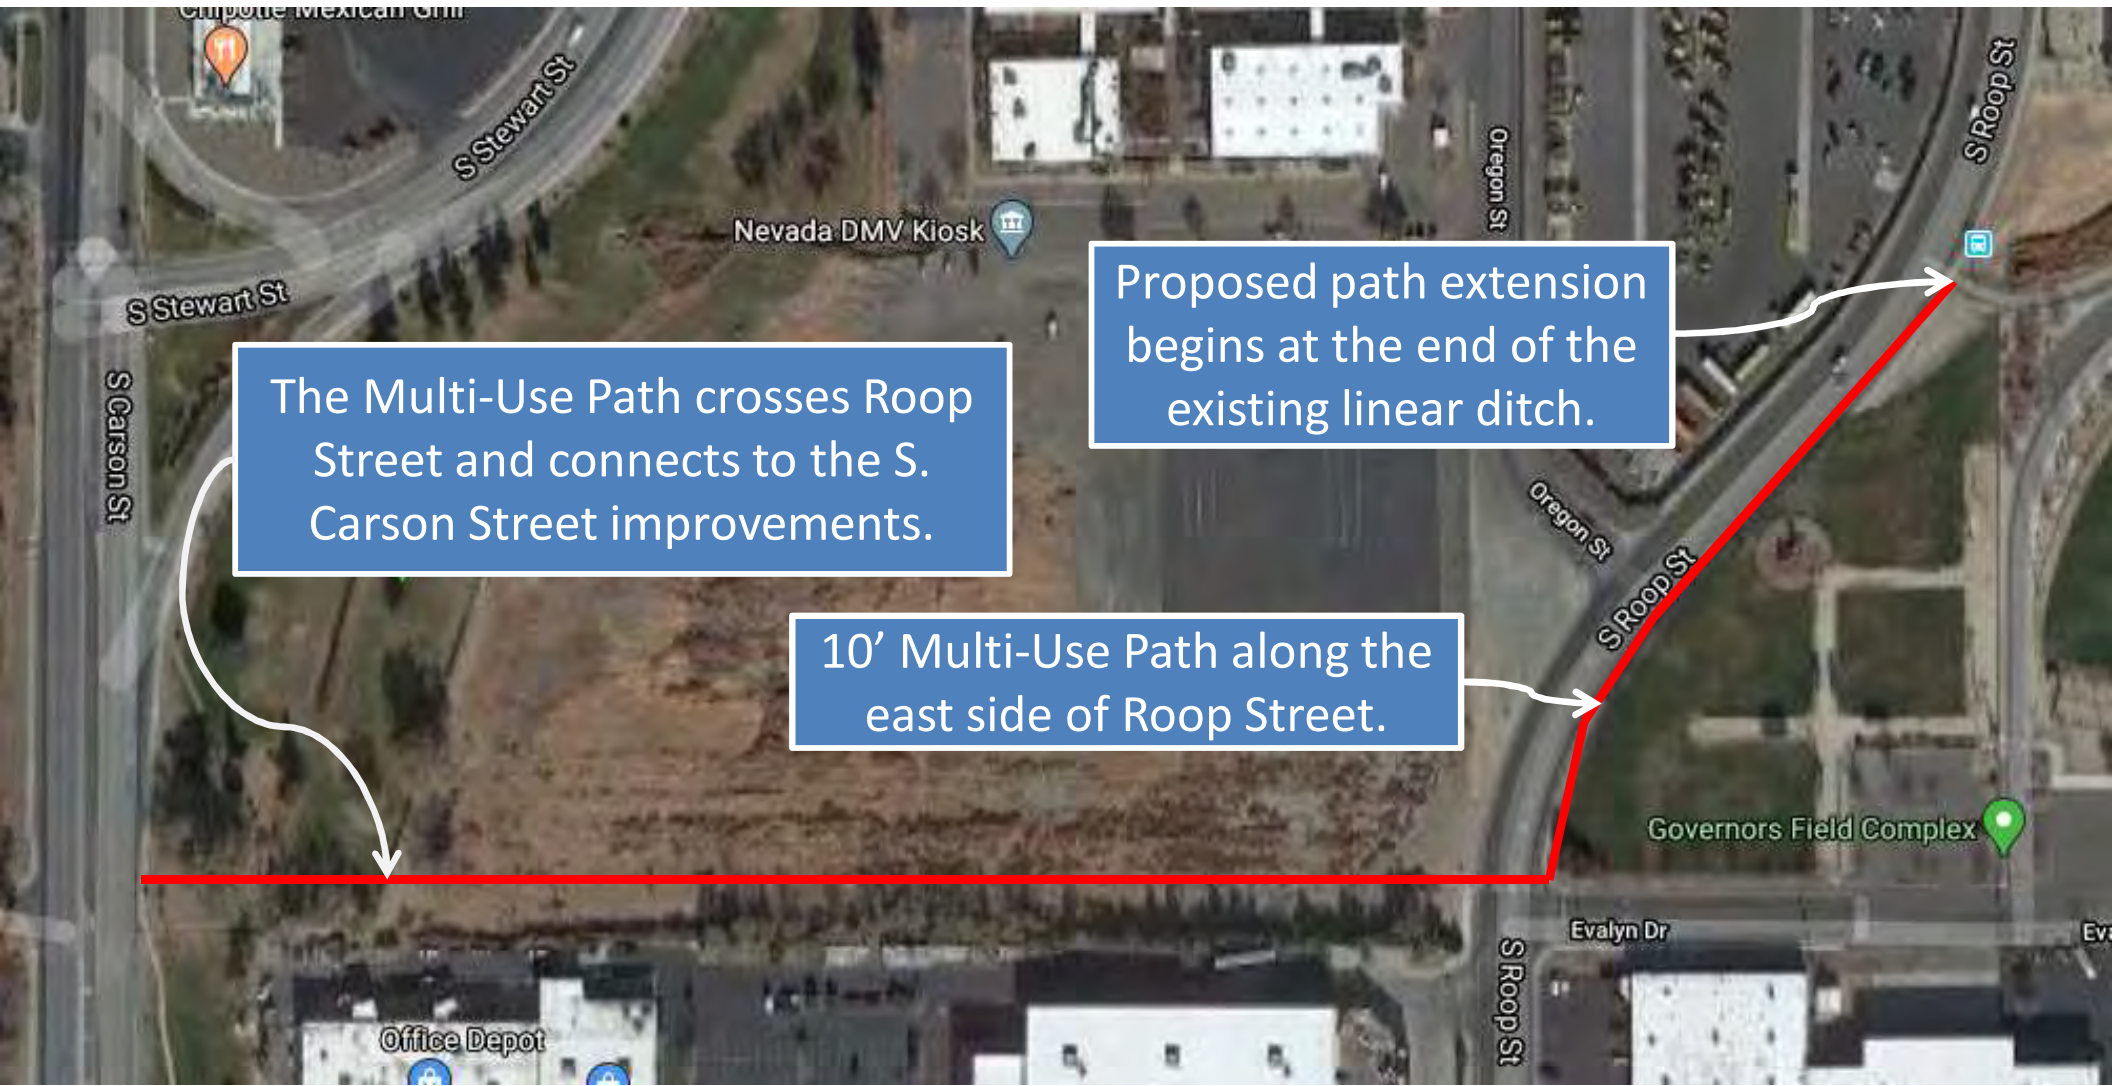 Chipotle Mexican Grill
S Stewart St
S Roop St
Oregon St
Nevada DMV Kiosk
S Stewart St
Proposed path extension
begins at the end of the
existing linear ditch.
S Carson St
The Multi-Use Path crosses Roop
Street and connects to the S.
Carson Street improvements.
Oregon St
S Roop St
10’ Multi-Use Path along the
east side of Roop Street.
Governors Field Complex
Evalyn Dr
Eva
S Roop St
Office Depot